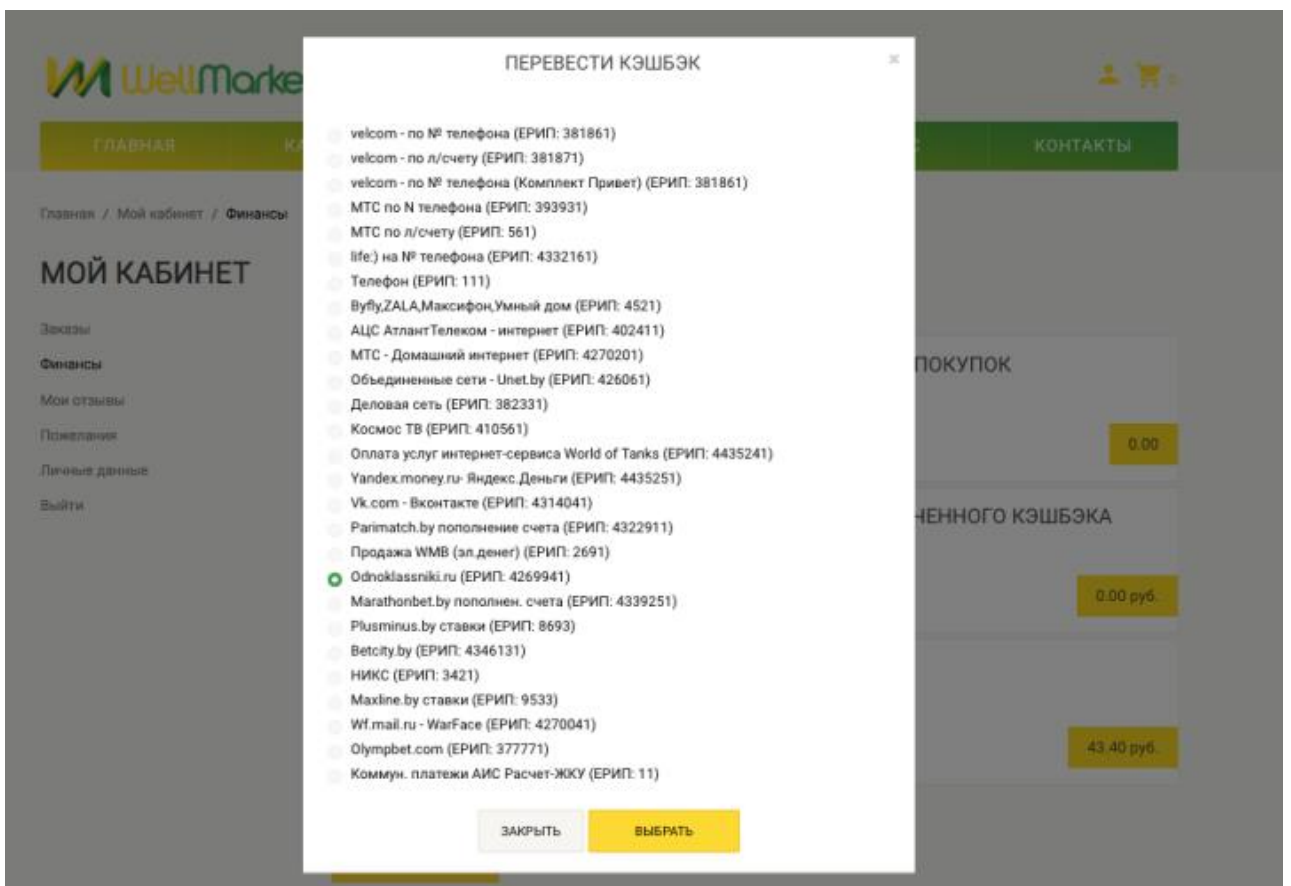 ПЕРЕВЕСТИ КЭШБЭК
×
WellMarke
ГЛАВНАЯ
КА
С
КОНТАКТЫ
velcom - по № телефона (ЕРИП: 381861)
velcom - по л/счету (ЕРИП: 381871)
velcom - по № телефона (Комплект Привет) (ЕРИП: 381861)
МТС по N телефона (ЕРИП: 393931)
МТС по л/счету (ЕРИП: 561)
life:) на № телефона (ЕРИП: 4332161)
Телефон (ЕРИП: 111)
Byfly,ZALA,Максифон,Умный дом (ЕРИП: 4521)
АЦС АтлантТелеком - интернет (ЕРИП: 402411)
МТС - Домашний интернет (ЕРИП: 4270201)
Объединенные сети - Unet.by (ЕРИП: 426061)
Деловая сеть (ЕРИП: 382331)
Космос ТВ (ЕРИП: 410561)
Оплата услуг интернет-сервиса World of Tanks (ЕРИП: 4435241)
Yandex.money.ru- Яндекс.Деньги (ЕРИП: 4435251)
Vk.com - Вконтакте (ЕРИП: 4314041)
Parimatch.by пополнение счета (ЕРИП: 4322911)
Продажа WMB (эл.денег) (ЕРИП: 2691)
Odnoklassniki.ru (ЕРИП: 4269941)
Marathonbet.by пополнен. счета (ЕРИП: 4339251)
Plusminus.by ставки (ЕРИП: 8693)
Betcity.by (ЕРИП: 4346131)
НИКС (ЕРИП: 3421)
Maxline.by ставки (ЕРИП: 9533)
Wf.mail.ru - WarFace (ЕРИП: 4270041)
Olympbet.com (ЕРИП: 377771)
Коммун. платежи АИС Расчет-ЖКУ (ЕРИП: 11)
ЗАКРЫТЬ
ВЫБРАТЬ
Главная / Мой кабинет / Финансы
МОЙ КАБИНЕТ
Заказы
Финансы
Мои отзывы
Пожелания
Личные данные
Выйти
ПОКУПОК
0.00
ЧЕННОГО КЭШБЭКА
0.00 руб.
43.40 руб.